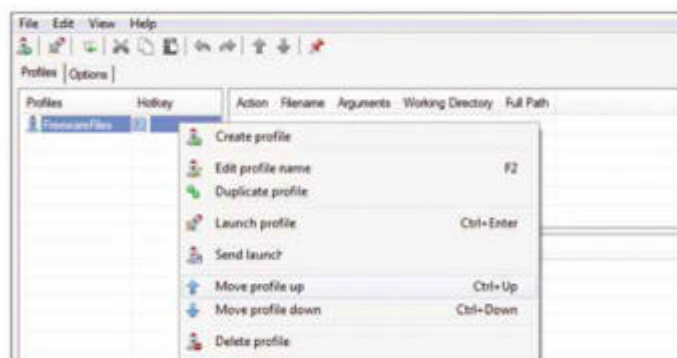 File Edit View Help
Profiles Options
Profiles Hotkey Action Filename Arguments Working Directory Full Path
FreewareFiles
Create profile
Edit profile name F2
Duplicate profile
Launch profile Ctrl+Enter
Send launch
Move profile up Ctrl+Up
Move profile down Ctrl+Down
Delete profile